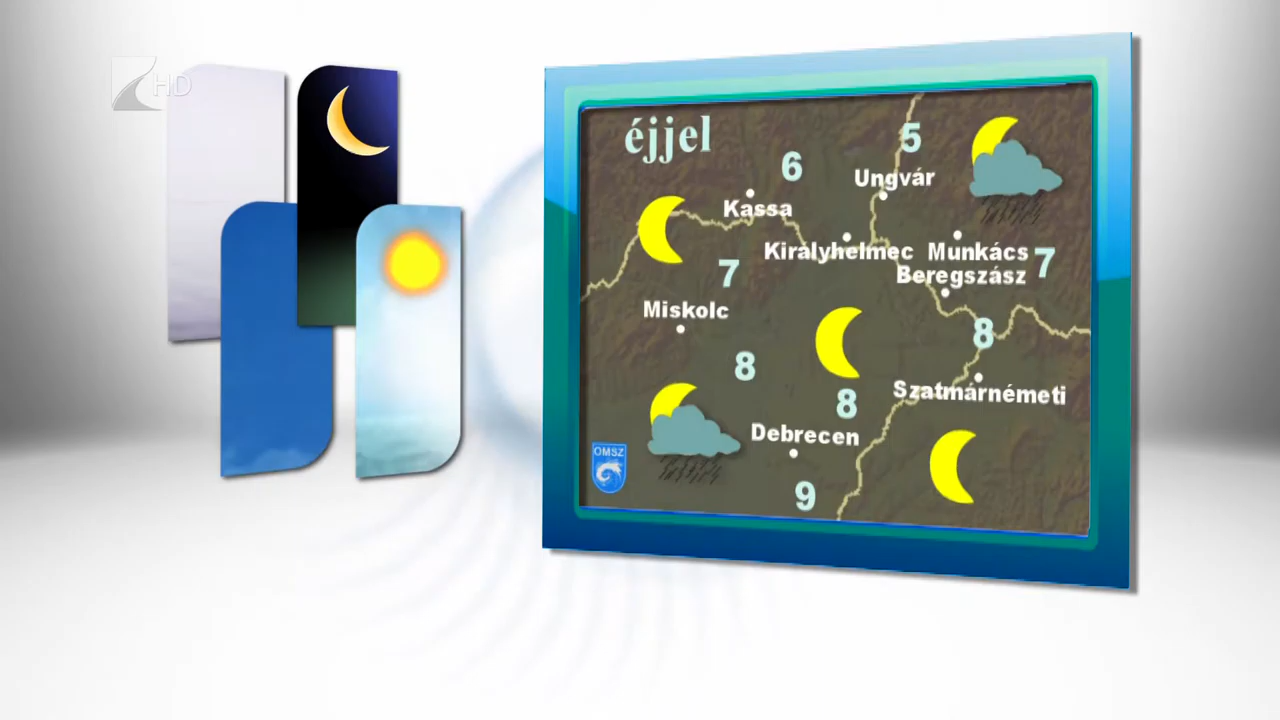 HD
éjjel
5
6
Ungvár
Kassa
Királyhelmec
Munkács
7
Beregszász
7
Miskolc
8
8
Szatmárnémeti
8
Debrecen
OMSZ
9